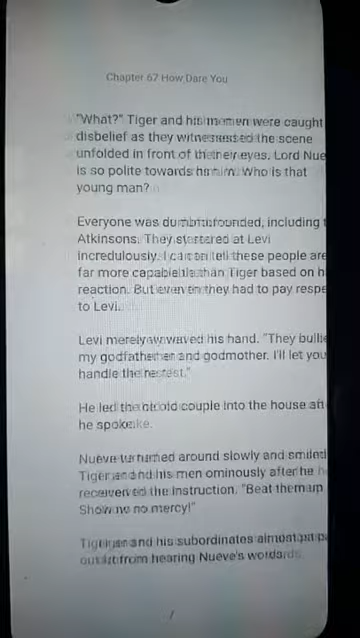 Chapter 67 How Dare You
"What?" Tiger and his men were caught
disbelief as they witnessed the scene
unfolded in front of their eyes. Lord Nue
is so polite towards him. Who is that
young man?
Everyone was dumbfounded, including
Atkinsons. They stared at Levi
incredulously. I can tell these people are
far more capable than Tiger based on h
reaction. But even they had to pay respe
to Levi.
Levi merely waved his hand. "They bullie
my godfather and godmother. I'll let you
handle the rest."
He led the old couple into the house aft
he spoke.
Nueve turned around slowly and smiled
Tiger and his men ominously after he
received the instruction. "Beat them up
Show no mercy!"
Tiger and his subordinates almost
out from hearing Nueve's words.